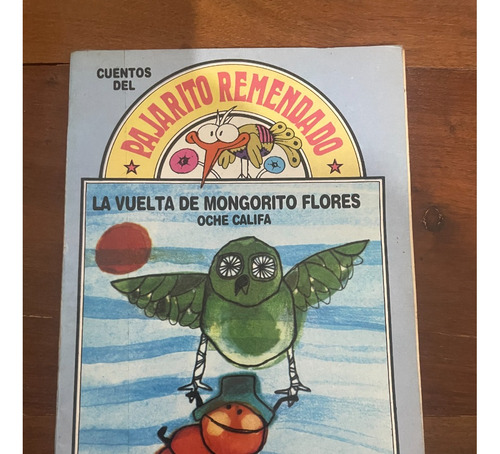 CUENTOS
DEL
PAJARITO REMENDADO
LA VUELTA DE MONGORITO FLORES
OCHE CALIFA